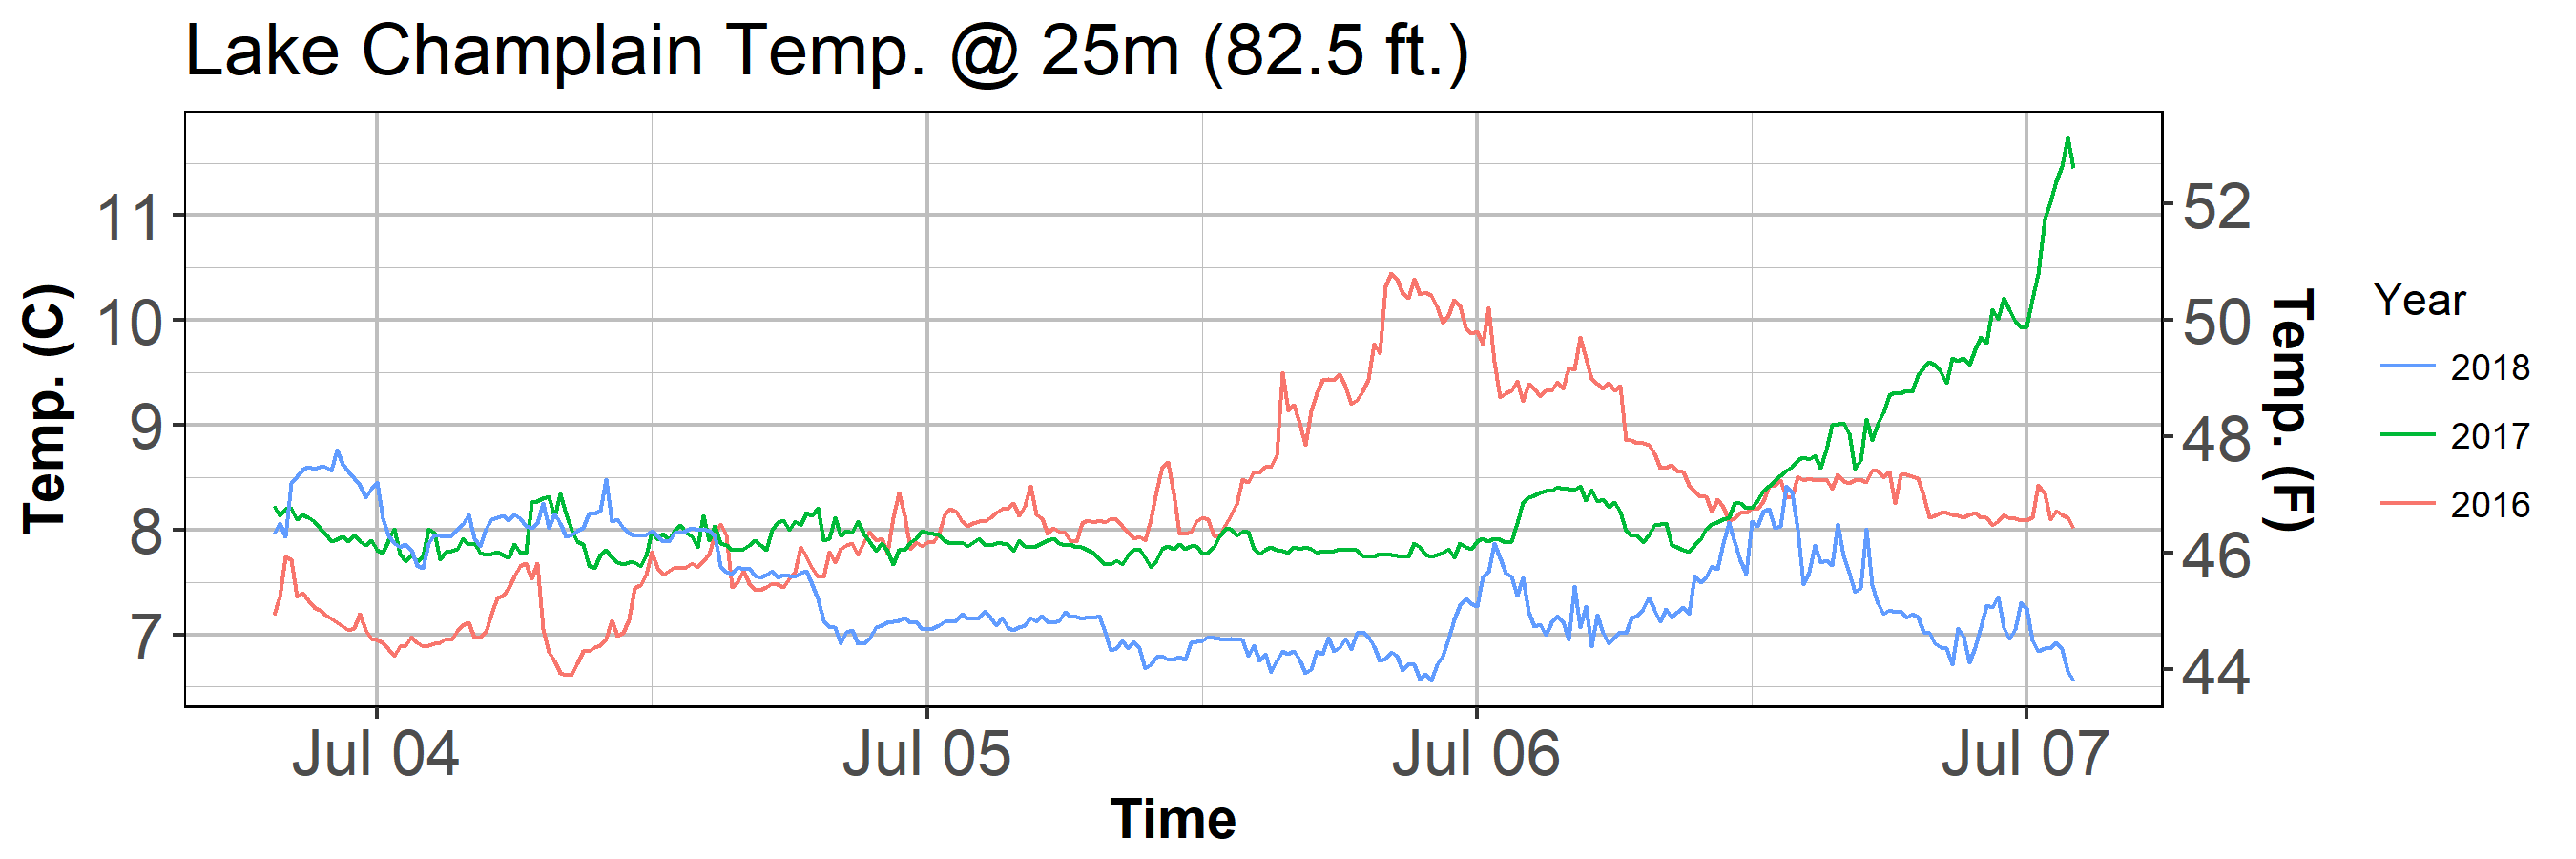 Lake Champlain Temp. @ 25m (82.5 ft.)
Temp. (C)
11
10
9
8
7
52
50
48
46
44
Temp. (F)
Jul 04
Jul 05
Jul 06
Jul 07
Time
Year
2018
2017
2016